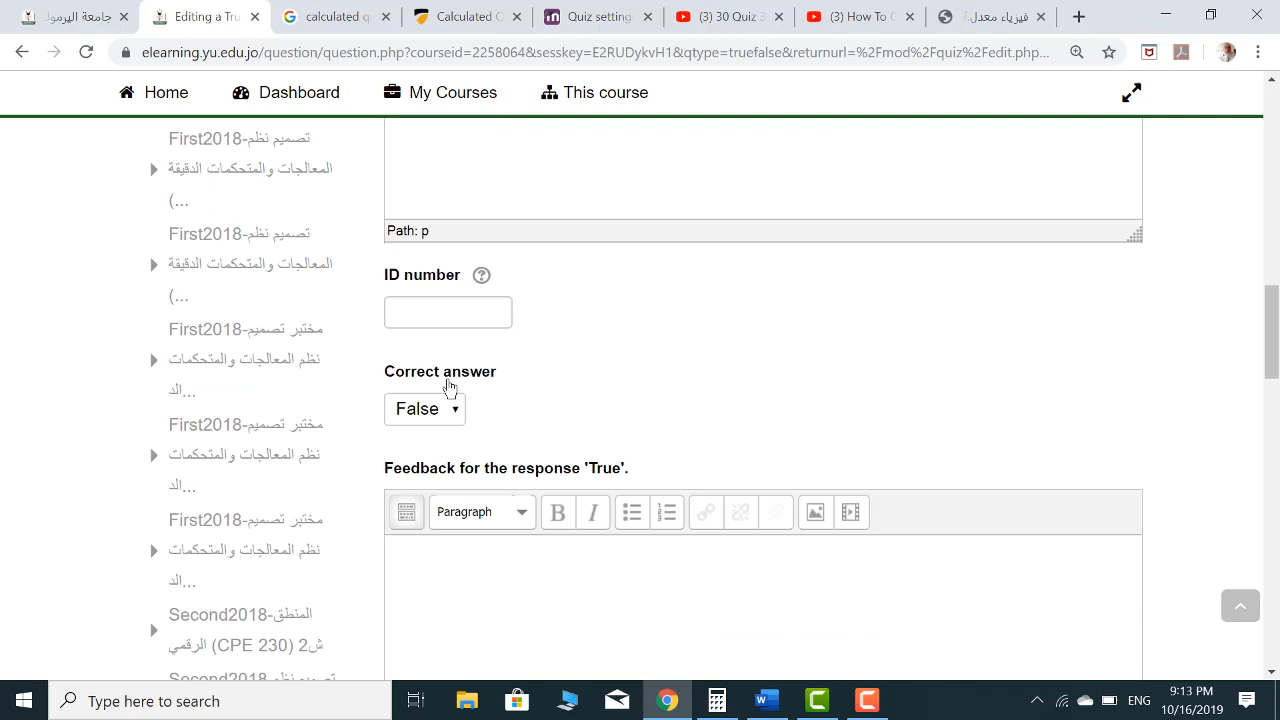 جامعة اليرموك
Editing a Tru
calculated q
Calculated C
Quiz setting
(3) 30 Quiz 3
(3) How To C
elearning.yu.edu.jo/question/question.php?courseid=2258064&sesskey=E2RUDykvH1&qtype=truefalse&returnurl=%2Fmod%2Fquiz%2Fedit.php...
Home
Dashboard
My Courses
This course
First2018-تصميم نظم
المعالجات والمتحكمات الدقيقة
(...
First2018-تصميم نظم
المعالجات والمتحكمات الدقيقة
(...
First2018-مختبر تصميم
نظم المعالجات والمتحكمات
الد...
First2018-مختبر تصميم
نظم المعالجات والمتحكمات
الد...
First2018-مختبر تصميم
نظم المعالجات والمتحكمات
الد...
Second2018-المنطق
الرقمي (CPE 230) ش2
Second2018-تصميم نظم
Path: p
ID number
Correct answer
False
Feedback for the response 'True'.
Paragraph
B I
Type here to search
ENG
9:13 PM
10/16/2019